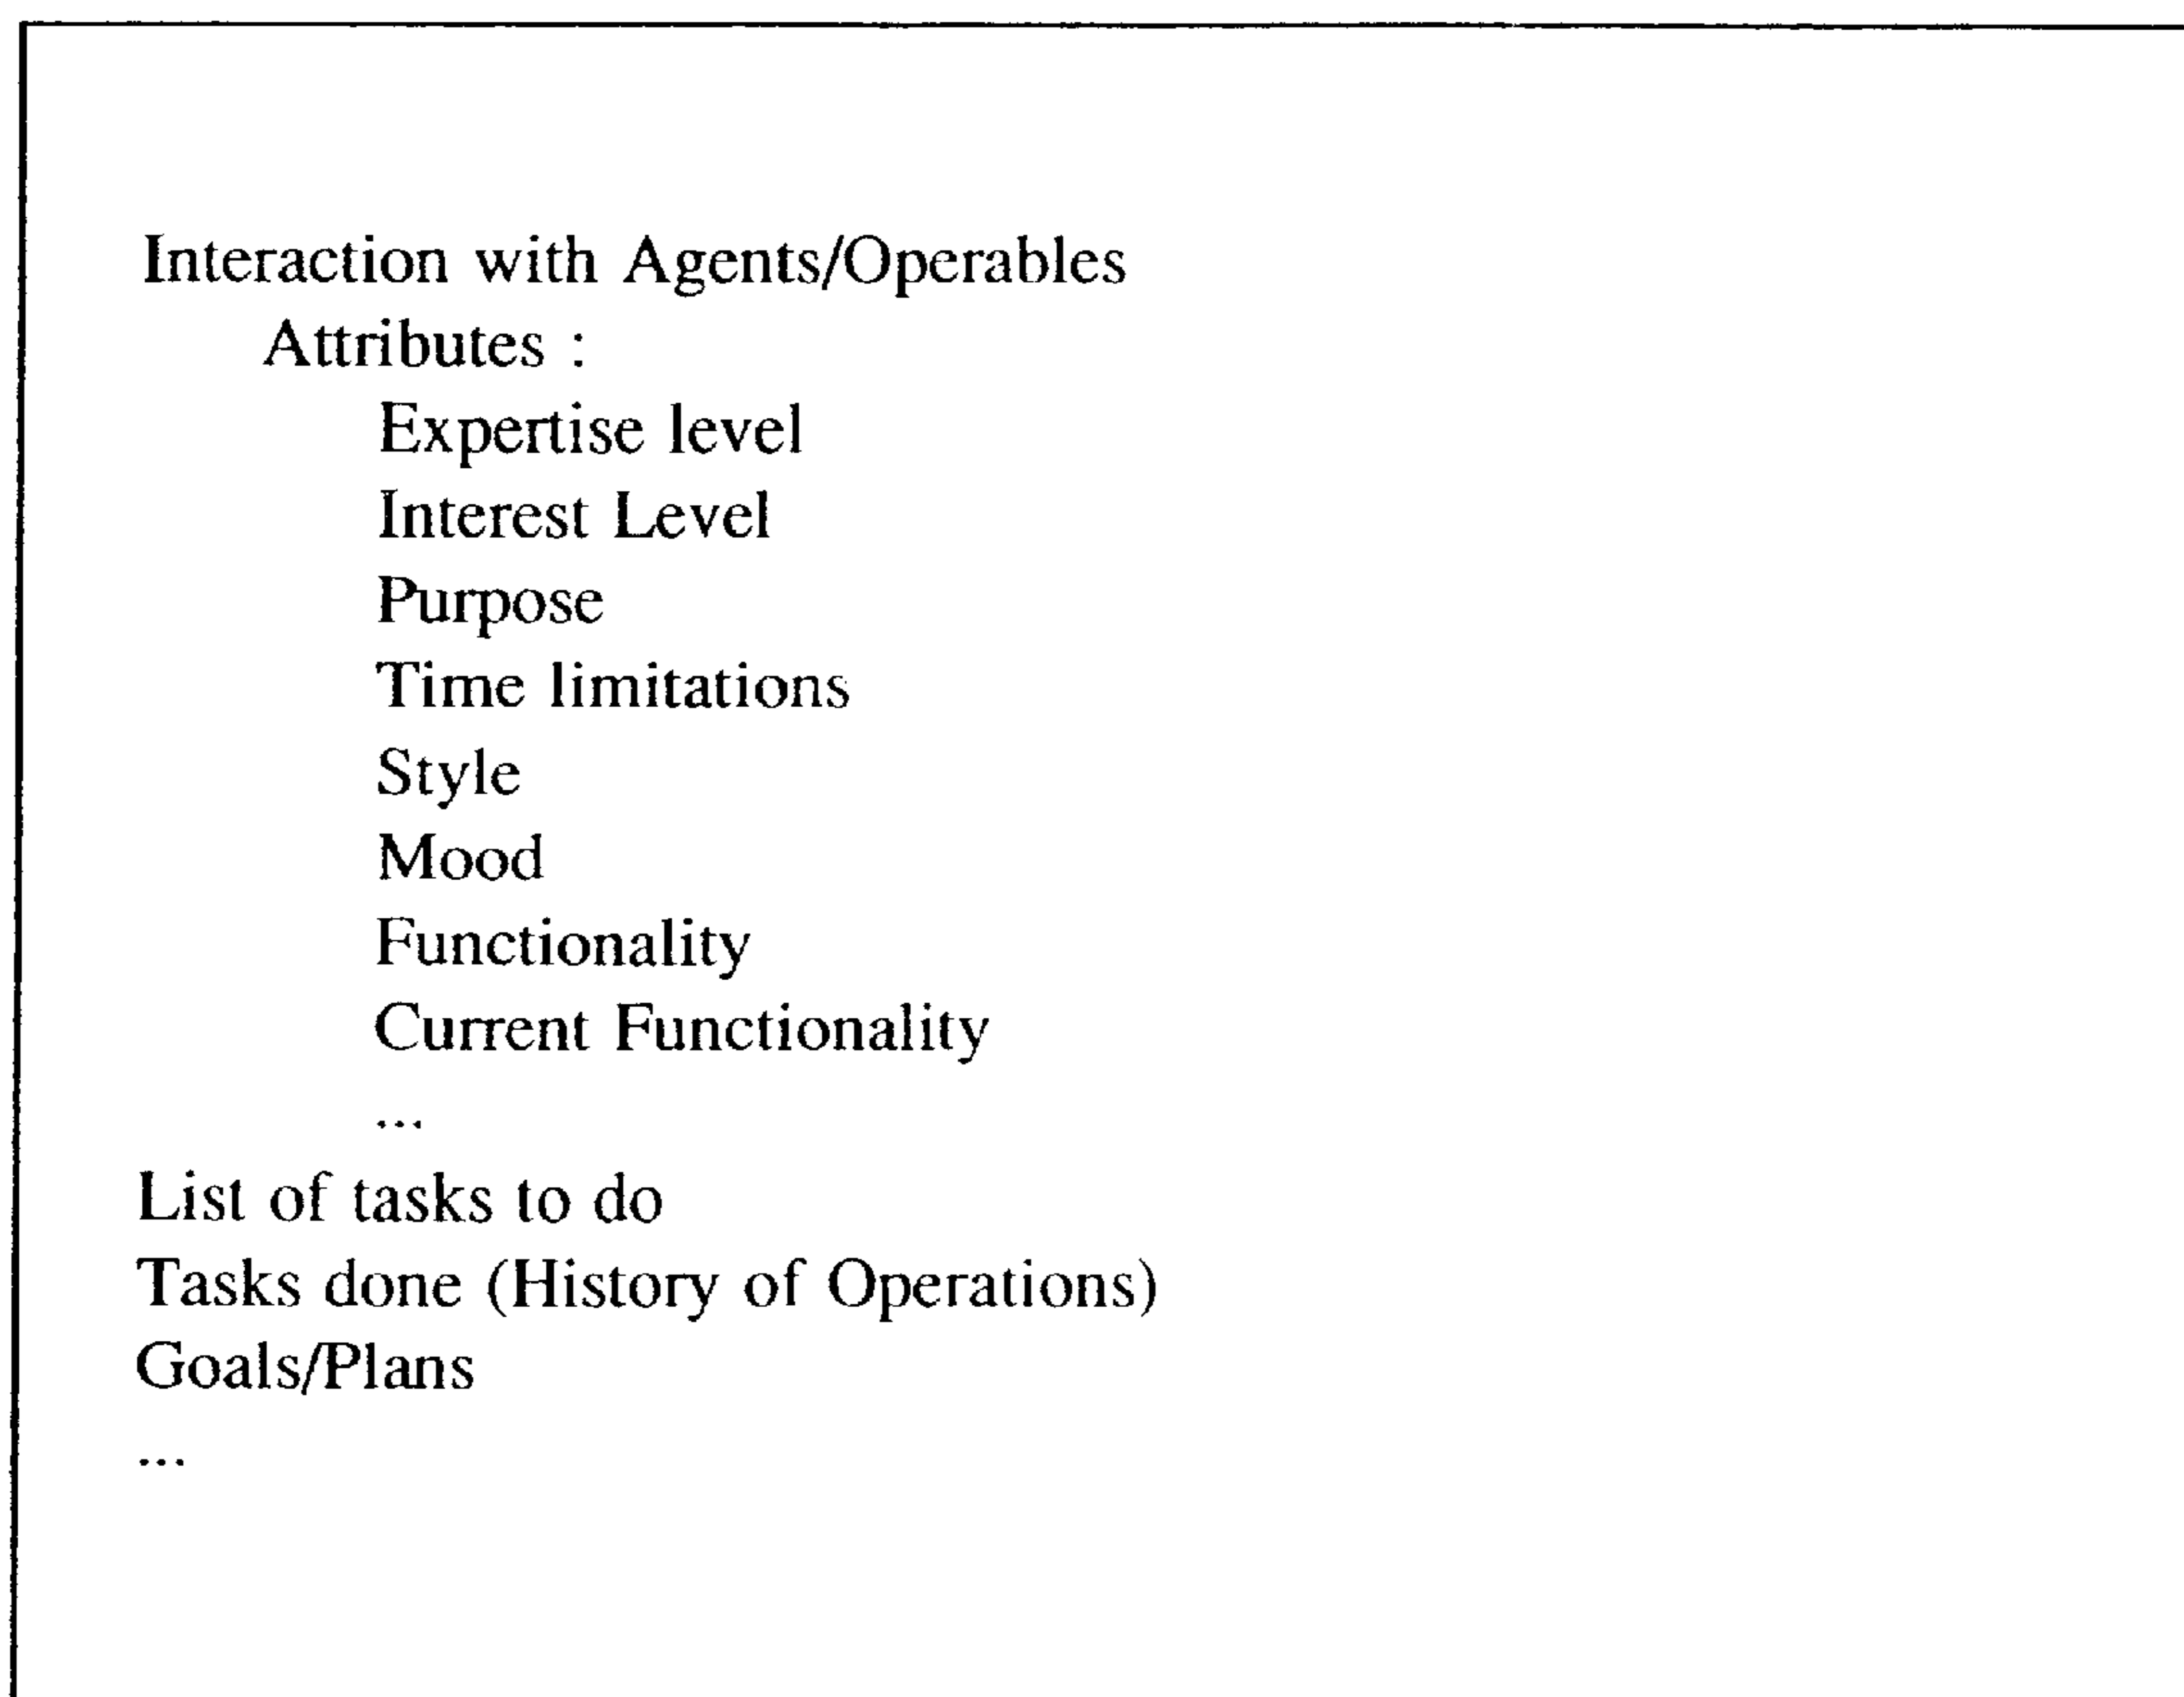 Interaction with Agents/Operables
Attributes :
Expertise level
Interest Level
Purpose
Time limitations
Style
Mood
Functionality
Current Functionality
...
List of tasks to do
Tasks done (History of Operations)
Goals/Plans
...